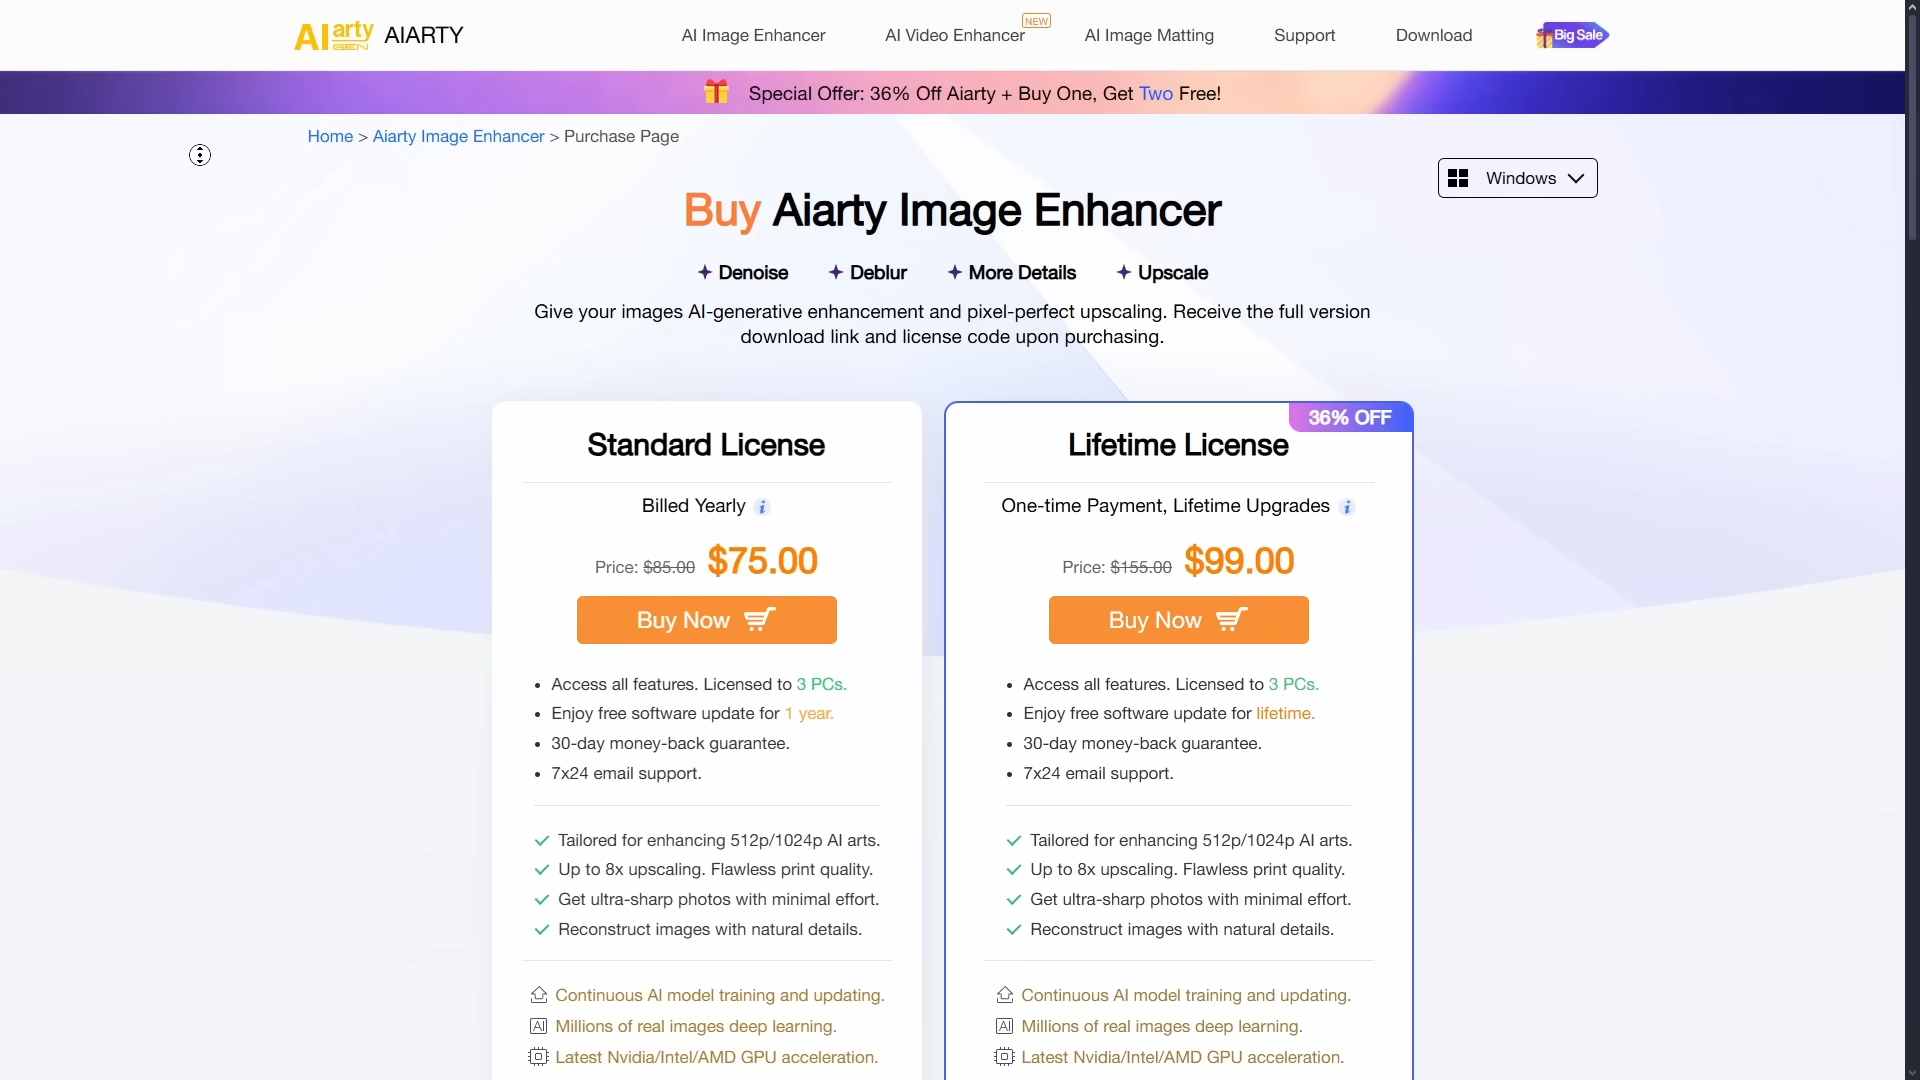 AI arty GEN AIARTY
AI Image Enhancer
AI Video Enhancer NEW
AI Image Matting
Support
Download
Big Sale
Special Offer: 36% Off Aiarty + Buy One, Get Two Free!
Home > Aiarty Image Enhancer > Purchase Page
Windows
Buy Aiarty Image Enhancer
Denoise
Deblur
More Details
Upscale
Give your images AI-generative enhancement and pixel-perfect upscaling. Receive the full version
download link and license code upon purchasing.
Standard License
Billed Yearly i
Price: $85.00 $75.00
Buy Now
• Access all features. Licensed to 3 PCs.
• Enjoy free software update for 1 year.
• 30-day money-back guarantee.
• 7x24 email support.
Tailored for enhancing 512p/1024p AI arts.
Up to 8x upscaling. Flawless print quality.
Get ultra-sharp photos with minimal effort.
Reconstruct images with natural details.
Continuous AI model training and updating.
AI Millions of real images deep learning.
Latest Nvidia/Intel/AMD GPU acceleration.
36% OFF
Lifetime License
One-time Payment, Lifetime Upgrades i
Price: $155.00 $99.00
Buy Now
• Access all features. Licensed to 3 PCs.
• Enjoy free software update for lifetime.
• 30-day money-back guarantee.
• 7x24 email support.
Tailored for enhancing 512p/1024p AI arts.
Up to 8x upscaling. Flawless print quality.
Get ultra-sharp photos with minimal effort.
Reconstruct images with natural details.
Continuous AI model training and updating.
AI Millions of real images deep learning.
Latest Nvidia/Intel/AMD GPU acceleration.